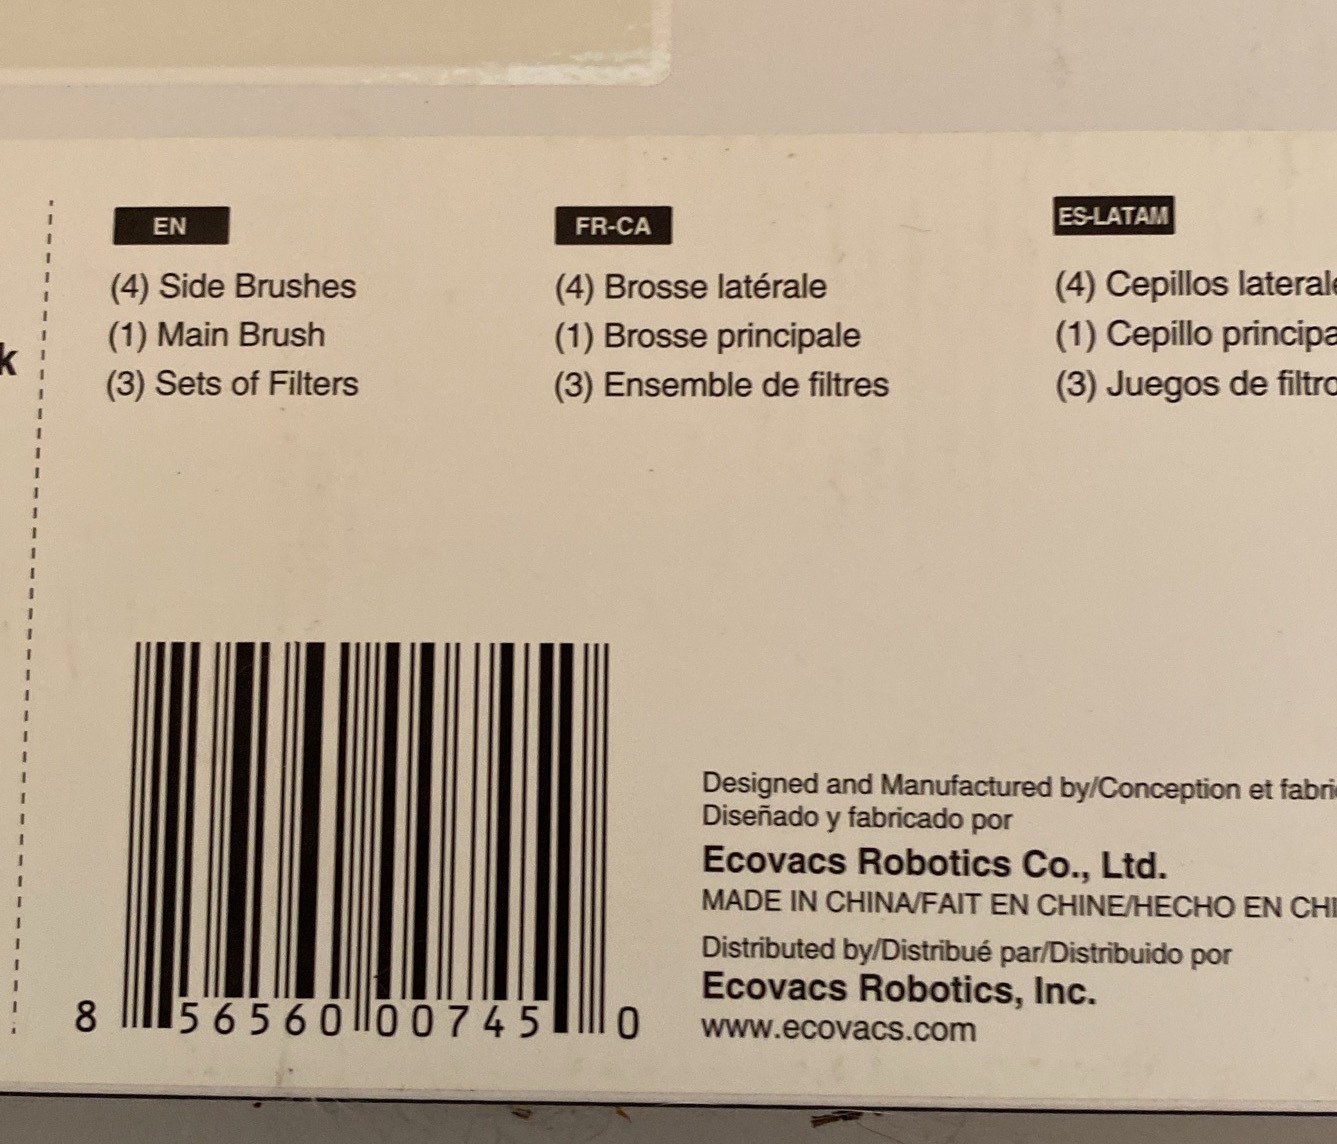 k
EN
(4) Side Brushes
(1) Main Brush
(3) Sets of Filters
FR-CA
(4) Brosse latérale
(1) Brosse principale
(3) Ensemble de filtres
ES-LATAM
(4) Cepillos laterale
(1) Cepillo principa
(3) Juegos de filtro
8 56560 00745 0
Designed and Manufactured by/Conception et fabri
Diseñado y fabricado por
Ecovacs Robotics Co., Ltd.
MADE IN CHINA/FAIT EN CHINE/HECHO EN CHI
Distributed by/Distribué par/Distribuido por
Ecovacs Robotics, Inc.
www.ecovacs.com